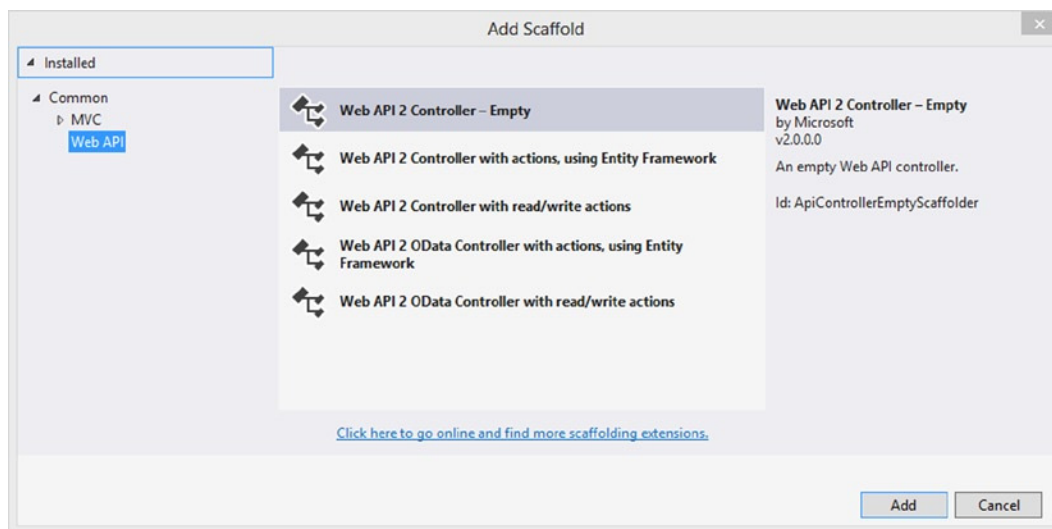 Add Scaffold
Installed
Common
MVC
Web API
Web API 2 Controller – Empty
Web API 2 Controller with actions, using Entity Framework
Web API 2 Controller with read/write actions
Web API 2 OData Controller with actions, using Entity
Framework
Web API 2 OData Controller with read/write actions
Click here to go online and find more scaffolding extensions.
Web API 2 Controller – Empty
by Microsoft
v2.0.0.0
An empty Web API controller.
Id: ApiControllerEmptyScaffolder
Add
Cancel